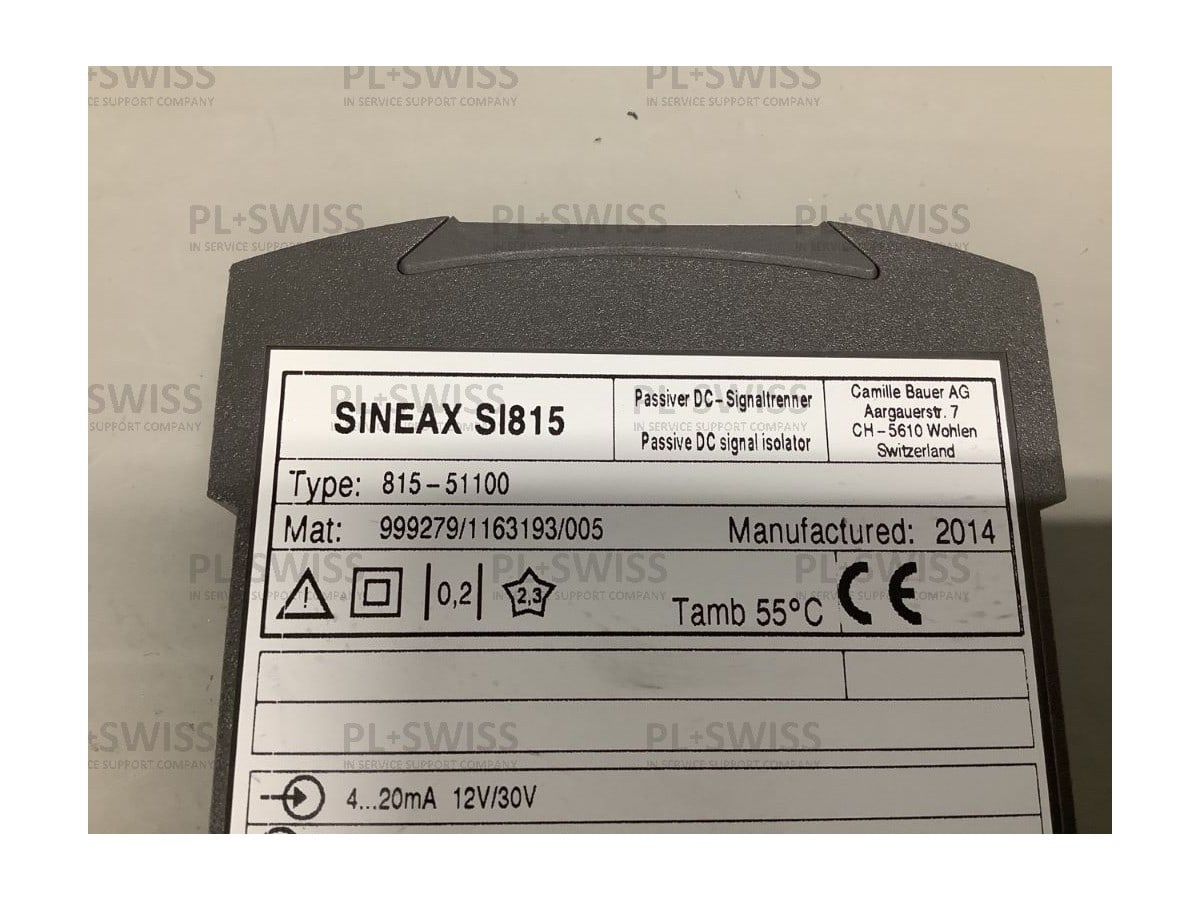 SINEAX SI815
Passiver DC-Signaltrenner
Passive DC signal isolator
Camille Bauer AG
Aargauerstr. 7
CH-5610 Wohlen
Switzerland
Type: 815-51100
Mat: 999279/1163193/005 Manufactured: 2014
! 0,2 2,3 Tamb 55°C CE
4...20mA 12V/30V
PL+SWISS
IN SERVICE SUPPORT COMPANY